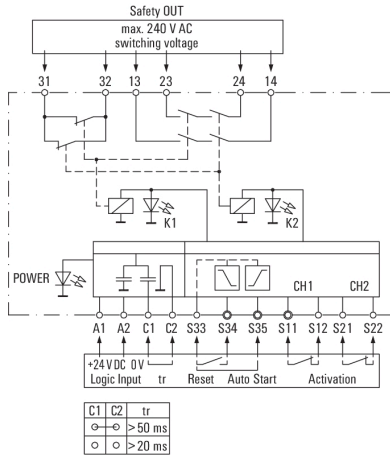 Safety OUT
max. 240 V AC
switching voltage
31 32 13 23 24 14
K1 K2
POWER
CH1 CH2
A1 A2 C1 C2 S33 S34 S35 S11 S12 S21 S22
+24 V DC 0 V
Logic Input tr Reset Auto Start Activation
C1 C2 tr
>50 ms
>20 ms